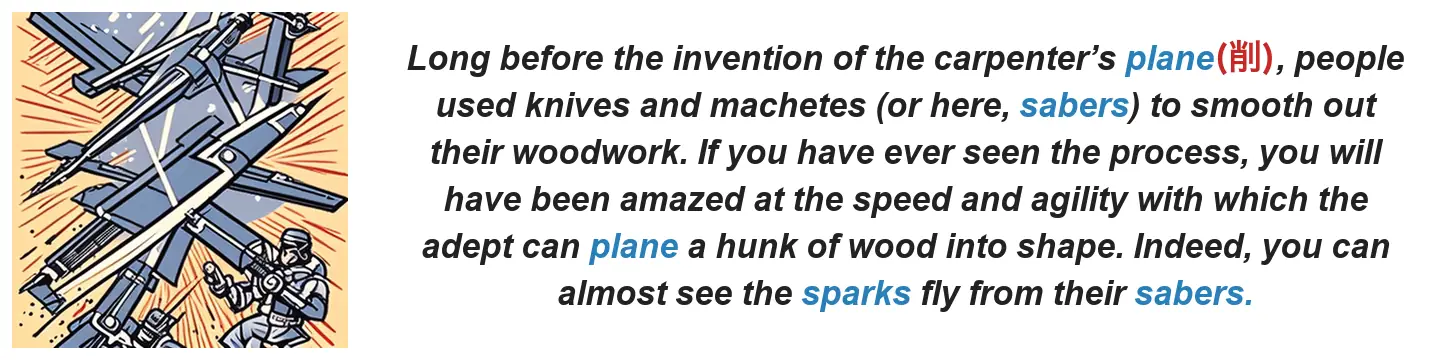 Long before the invention of the carpenter’s plane(削), people
used knives and machetes (or here, sabers) to smooth out
their woodwork. If you have ever seen the process, you will
have been amazed at the speed and agility with which the
adept can plane a hunk of wood into shape. Indeed, you can
almost see the sparks fly from their sabers.